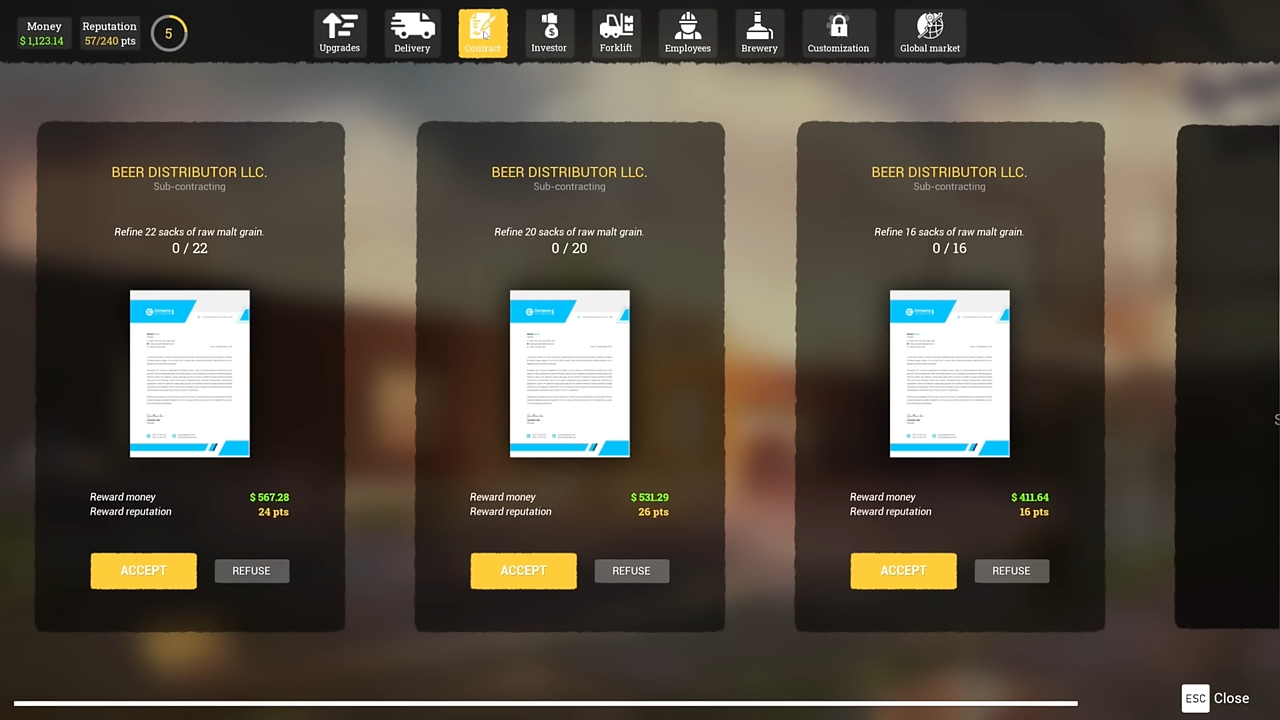 Money
$ 1,123.14
Reputation
57/240 pts
5
Upgrades
Delivery
Contract
Investor
Forklift
Employees
Brewery
Customization
Global market
BEER DISTRIBUTOR LLC.
Sub-contracting
Refine 22 sacks of raw malt grain.
0 / 22
Reward money $ 567.28
Reward reputation 24 pts
ACCEPT REFUSE
BEER DISTRIBUTOR LLC.
Sub-contracting
Refine 20 sacks of raw malt grain.
0 / 20
Reward money $ 531.29
Reward reputation 26 pts
ACCEPT REFUSE
BEER DISTRIBUTOR LLC.
Sub-contracting
Refine 16 sacks of raw malt grain.
0 / 16
Reward money $ 411.64
Reward reputation 16 pts
ACCEPT REFUSE
ESC Close